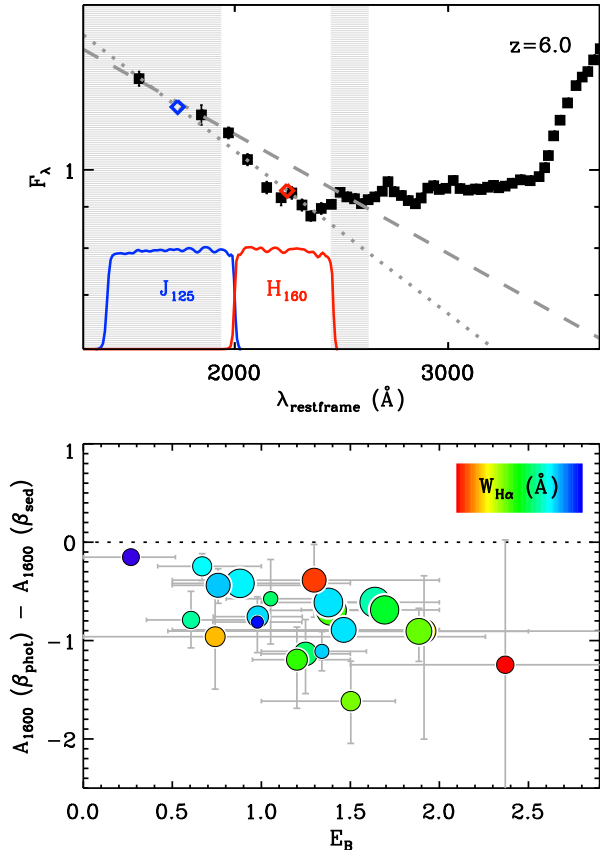 z=6.0
F_λ
1
J_125
H_160
2000 3000
λ_restframe (Å)
1
W_Hα (Å)
0
−1
−2
A_1600 (β_phot) − A_1600 (β_sed)
0.0 0.5 1.0 1.5 2.0 2.5
E_B